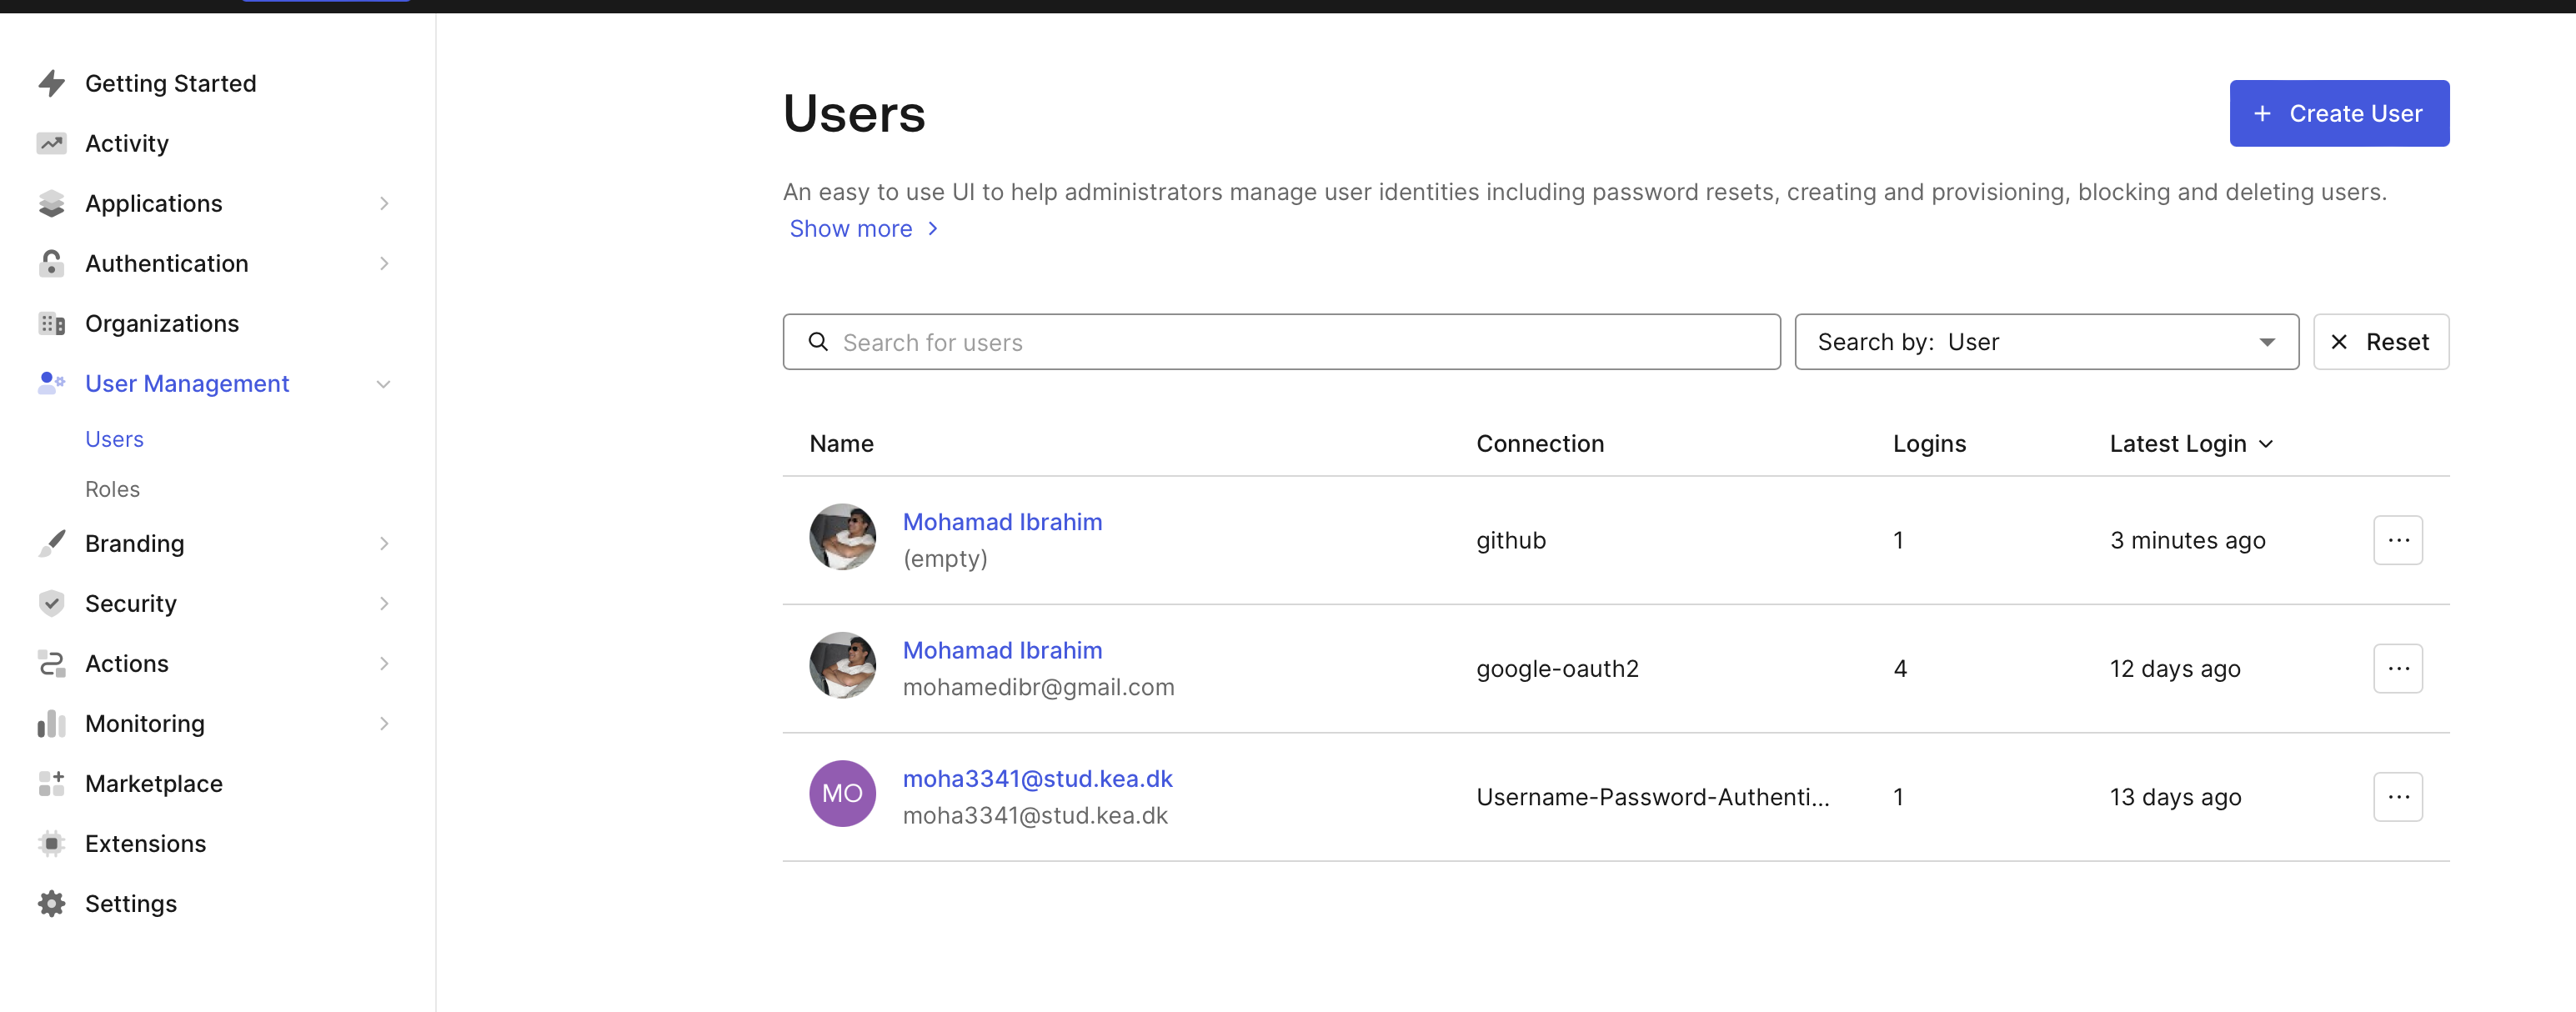 Getting Started
Activity
Applications
Authentication
Organizations
User Management
Users
Roles
Branding
Security
Actions
Monitoring
Marketplace
Extensions
Settings
Users
+ Create User
An easy to use UI to help administrators manage user identities including password resets, creating and provisioning, blocking and deleting users.
Show more
Search for users
Search by: User
Reset
Name Connection Logins Latest Login
Mohamad Ibrahim
(empty)
github 1 3 minutes ago
Mohamad Ibrahim
mohamedibr@gmail.com
google-oauth2 4 12 days ago
MO
moha3341@stud.kea.dk
moha3341@stud.kea.dk
Username-Password-Authenti... 1 13 days ago